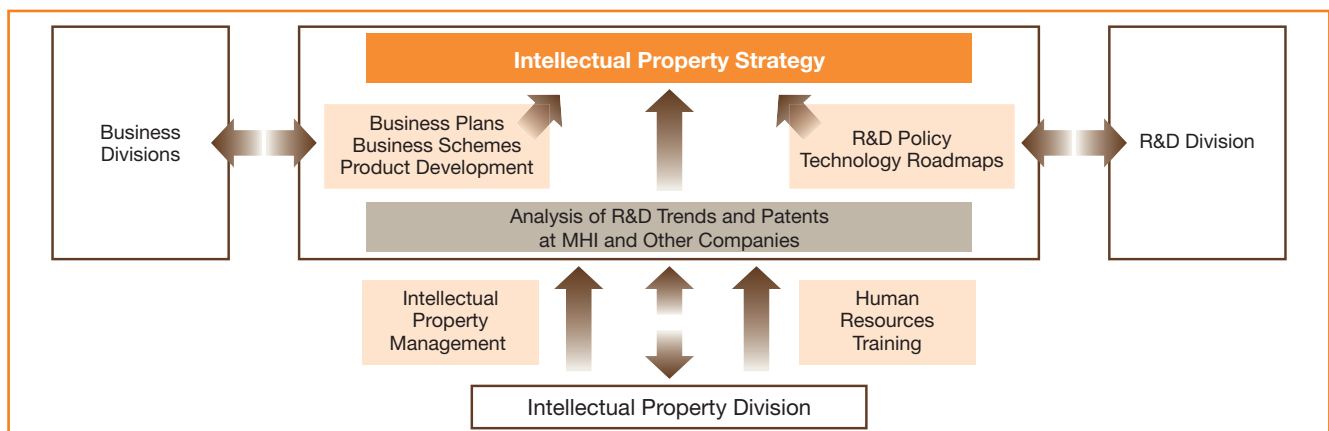 Intellectual Property Strategy
Business
Divisions
Business Plans
Business Schemes
Product Development
R&D Policy
Technology Roadmaps
R&D Division
Analysis of R&D Trends and Patents
at MHI and Other Companies
Intellectual
Property
Management
Human
Resources
Training
Intellectual Property Division